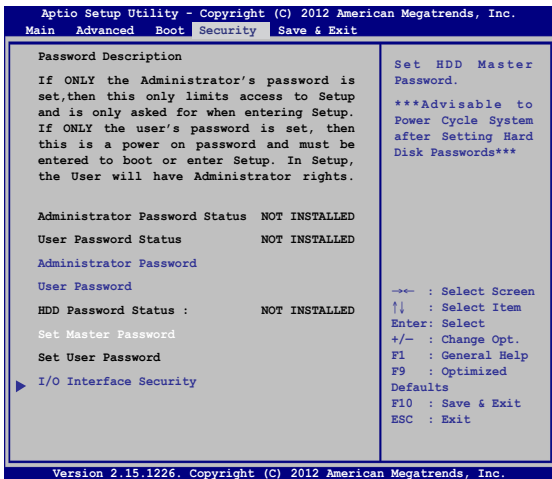 Aptio Setup Utility - Copyright (C) 2012 American Megatrends, Inc.
Main Advanced Boot Security Save & Exit
Password Description
If ONLY the Administrator's password is
set,then this only limits access to Setup
and is only asked for when entering Setup.
If ONLY the user's password is set, then
this is a power on password and must be
entered to boot or enter Setup. In Setup,
the User will have Administrator rights.
Administrator Password Status NOT INSTALLED
User Password Status NOT INSTALLED
Administrator Password
User Password
HDD Password Status : NOT INSTALLED
Set Master Password
Set User Password
I/O Interface Security
Set HDD Master
Password.
***Advisable to
Power Cycle System
after Setting Hard
Disk Passwords***
→← : Select Screen
↑↓ : Select Item
Enter: Select
+/— : Change Opt.
F1 : General Help
F9 : Optimized
Defaults
F10 : Save & Exit
ESC : Exit
Version 2.15.1226. Copyright (C) 2012 American Megatrends, Inc.